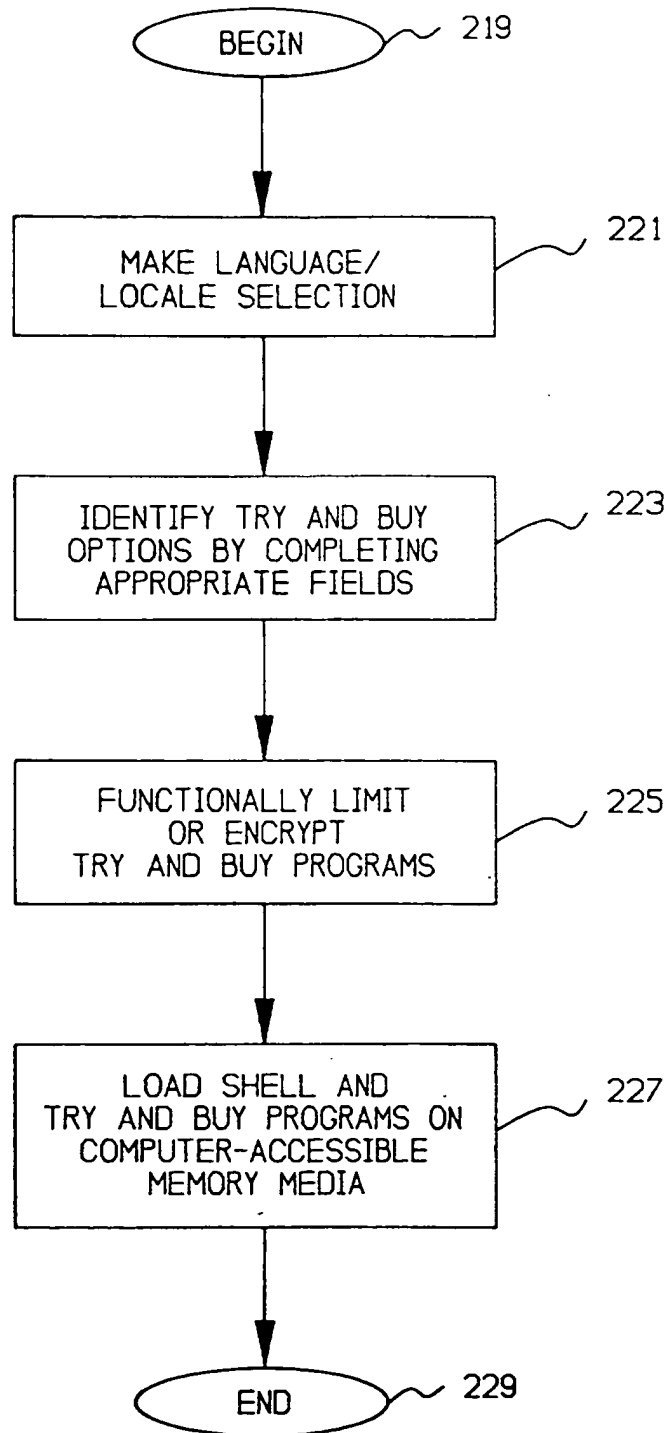 BEGIN
219
MAKE LANGUAGE/
LOCALE SELECTION
221
IDENTIFY TRY AND BUY
OPTIONS BY COMPLETING
APPROPRIATE FIELDS
223
FUNCTIONALLY LIMIT
OR ENCRYPT
TRY AND BUY PROGRAMS
225
LOAD SHELL AND
TRY AND BUY PROGRAMS ON
COMPUTER-ACCESSIBLE
MEMORY MEDIA
227
END
229